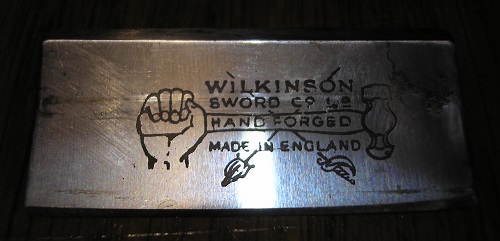 WILKINSON
SWORD CO LD
HAND FORGED
MADE IN ENGLAND